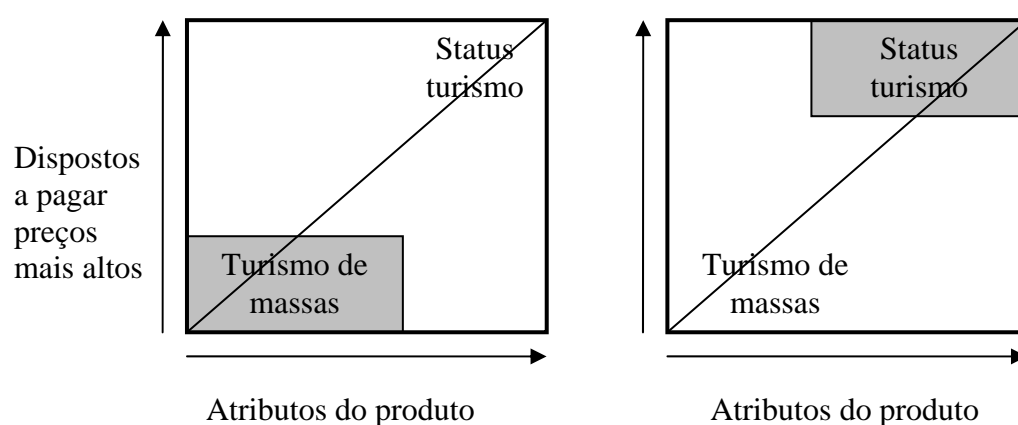 Dispostos
a pagar
preços
mais altos
Status
turismo
Turismo de
massas
Atributos do produto
Status
turismo
Turismo de
massas
Atributos do produto